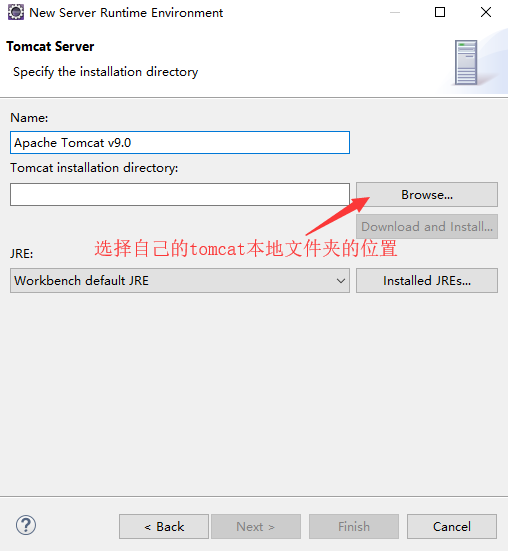 New Server Runtime Environment
Tomcat Server
Specify the installation directory
Name:
Apache Tomcat v9.0
Tomcat installation directory:
Browse...
Download and Install...
选择自己的tomcat本地文件夹的位置
JRE:
Workbench default JRE
Installed JREs...
?
< Back
Next >
Finish
Cancel